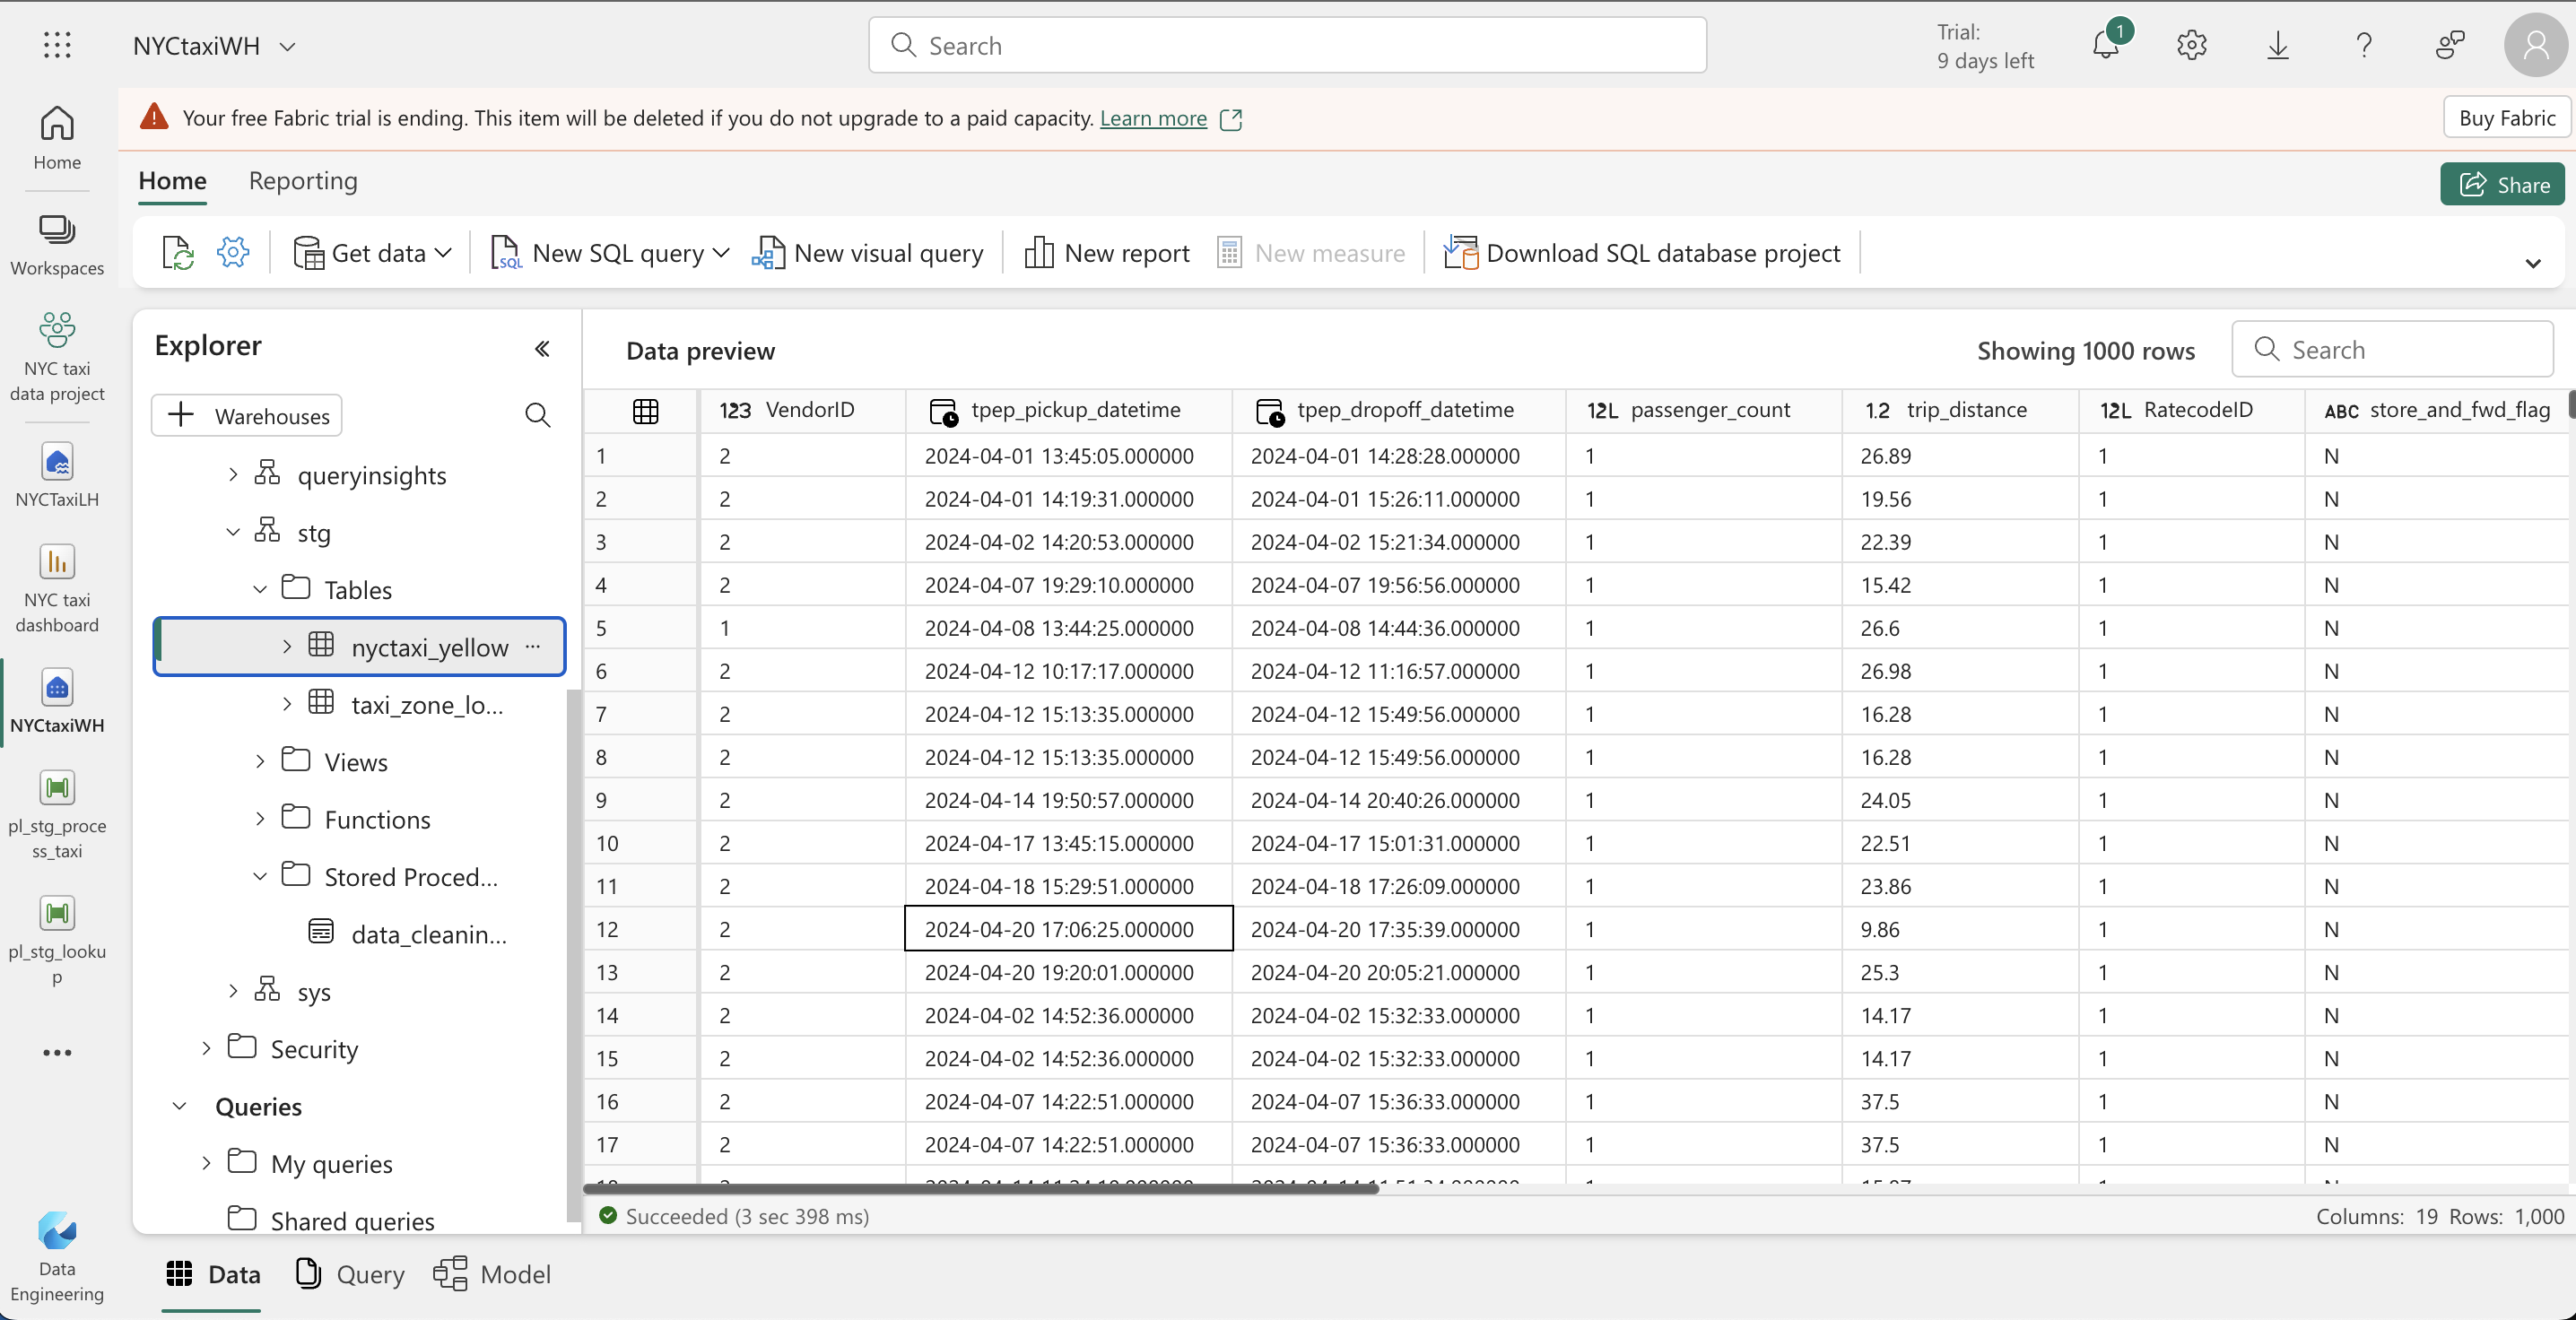 NYCtaxiWH
Search
Trial:
9 days left
1
Your free Fabric trial is ending. This item will be deleted if you do not upgrade to a paid capacity. Learn more
Buy Fabric
Home
Workspaces
NYC taxi
data project
NYCTaxiLH
NYC taxi
dashboard
NYCtaxiWH
pl_stg_proce
ss_taxi
pl_stg_looku
p
Data
Engineering
Home Reporting
Share
Get data
SQL New SQL query
New visual query
New report
New measure
Download SQL database project
Explorer
Warehouses
queryinsights
stg
Tables
nyctaxi_yellow ...
taxi_zone_lo...
Views
Functions
Stored Proced...
data_cleanin...
sys
Security
Queries
My queries
Shared queries
Data preview
Showing 1000 rows
Search
123 VendorID tpep_pickup_datetime tpep_dropoff_datetime 12L passenger_count 1.2 trip_distance 12L RatecodeID ABC store_and_fwd_flag
1 2 2024-04-01 13:45:05.000000 2024-04-01 14:28:28.000000 1 26.89 1 N
2 2 2024-04-01 14:19:31.000000 2024-04-01 15:26:11.000000 1 19.56 1 N
3 2 2024-04-02 14:20:53.000000 2024-04-02 15:21:34.000000 1 22.39 1 N
4 2 2024-04-07 19:29:10.000000 2024-04-07 19:56:56.000000 1 15.42 1 N
5 1 2024-04-08 13:44:25.000000 2024-04-08 14:44:36.000000 1 26.6 1 N
6 2 2024-04-12 10:17:17.000000 2024-04-12 11:16:57.000000 1 26.98 1 N
7 2 2024-04-12 15:13:35.000000 2024-04-12 15:49:56.000000 1 16.28 1 N
8 2 2024-04-12 15:13:35.000000 2024-04-12 15:49:56.000000 1 16.28 1 N
9 2 2024-04-14 19:50:57.000000 2024-04-14 20:40:26.000000 1 24.05 1 N
10 2 2024-04-17 13:45:15.000000 2024-04-17 15:01:31.000000 1 22.51 1 N
11 2 2024-04-18 15:29:51.000000 2024-04-18 17:26:09.000000 1 23.86 1 N
12 2 2024-04-20 17:06:25.000000 2024-04-20 17:35:39.000000 1 9.86 1 N
13 2 2024-04-20 19:20:01.000000 2024-04-20 20:05:21.000000 1 25.3 1 N
14 2 2024-04-02 14:52:36.000000 2024-04-02 15:32:33.000000 1 14.17 1 N
15 2 2024-04-02 14:52:36.000000 2024-04-02 15:32:33.000000 1 14.17 1 N
16 2 2024-04-07 14:22:51.000000 2024-04-07 15:36:33.000000 1 37.5 1 N
17 2 2024-04-07 14:22:51.000000 2024-04-07 15:36:33.000000 1 37.5 1 N
Succeeded (3 sec 398 ms)
Columns: 19 Rows: 1,000
Data Query Model